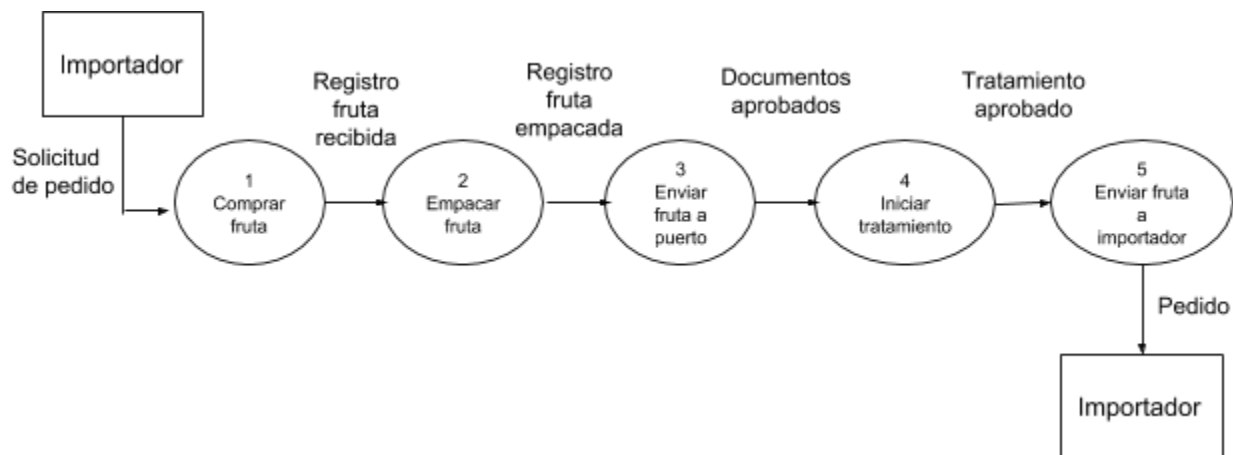 Importador
Solicitud
de pedido
1
Comprar
fruta
Registro
fruta
recibida
2
Empacar
fruta
Registro
fruta
empacada
3
Enviar
fruta a
puerto
Documentos
aprobados
4
Iniciar
tratamiento
Tratamiento
aprobado
5
Enviar fruta
a
importador
Pedido
Importador